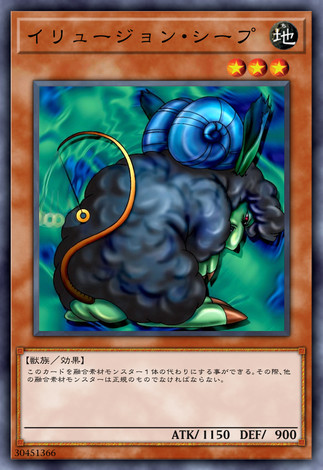 イリュージョン・シープ
地
【獣族／効果】
このカードを融合素材モンスター１体の代わりにする事ができる。その際、他
の融合素材モンスターは正規のものでなければならない。
ATK/ 1150 DEF/ 900
30451366